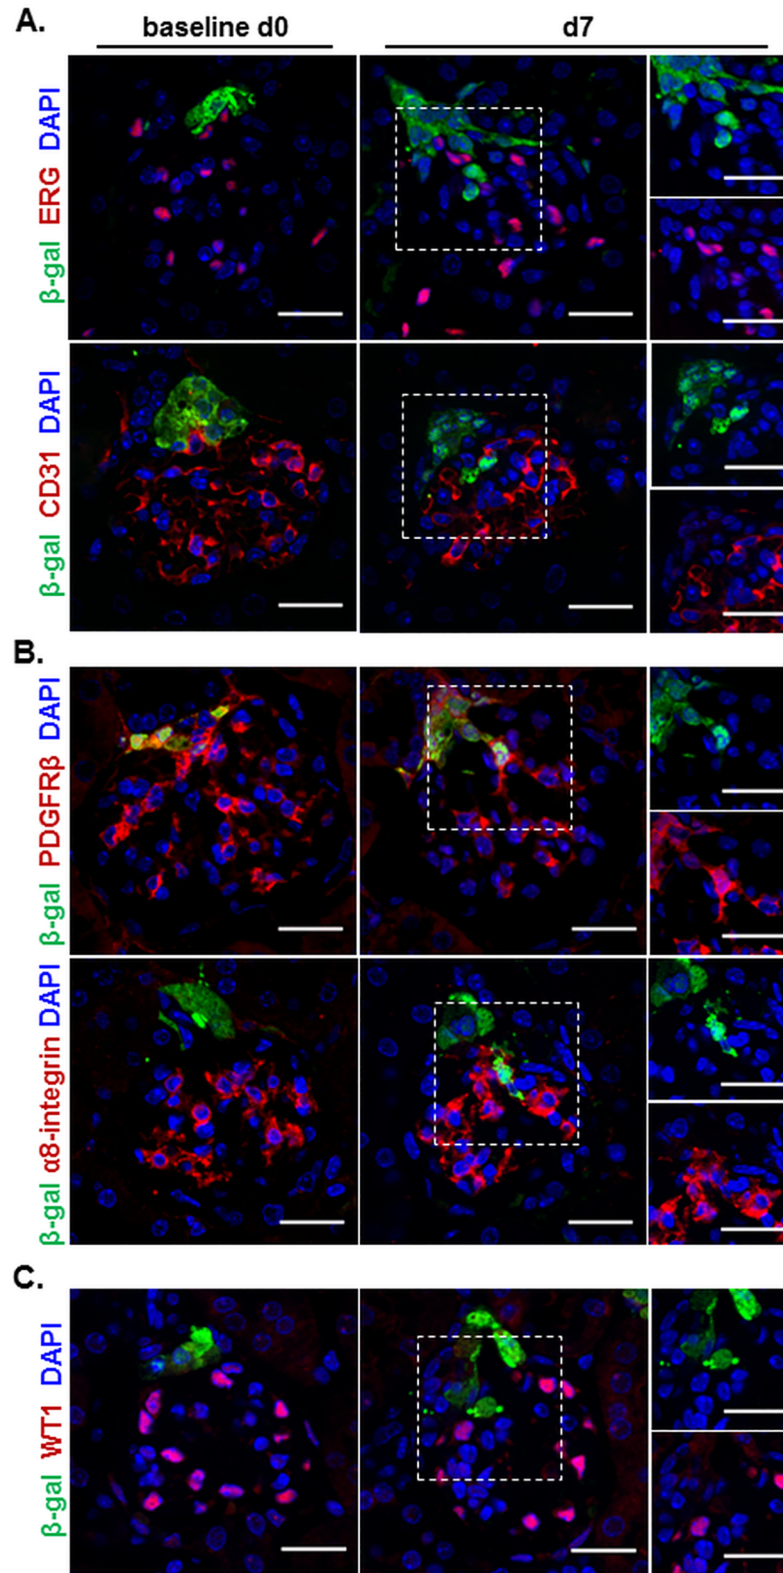 A.
baseline d0
d7
β-gal ERG DAPI
β-gal CD31 DAPI
B.
β-gal PDGFRβ DAPI
β-gal α8-integrin DAPI
C.
β-gal WT1 DAPI